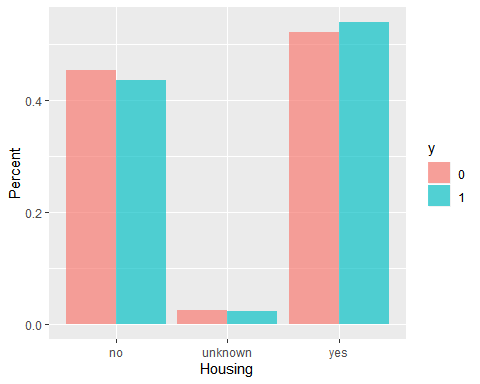 Percent
0.4
0.2
0.0
no unknown yes
Housing
y
0
1